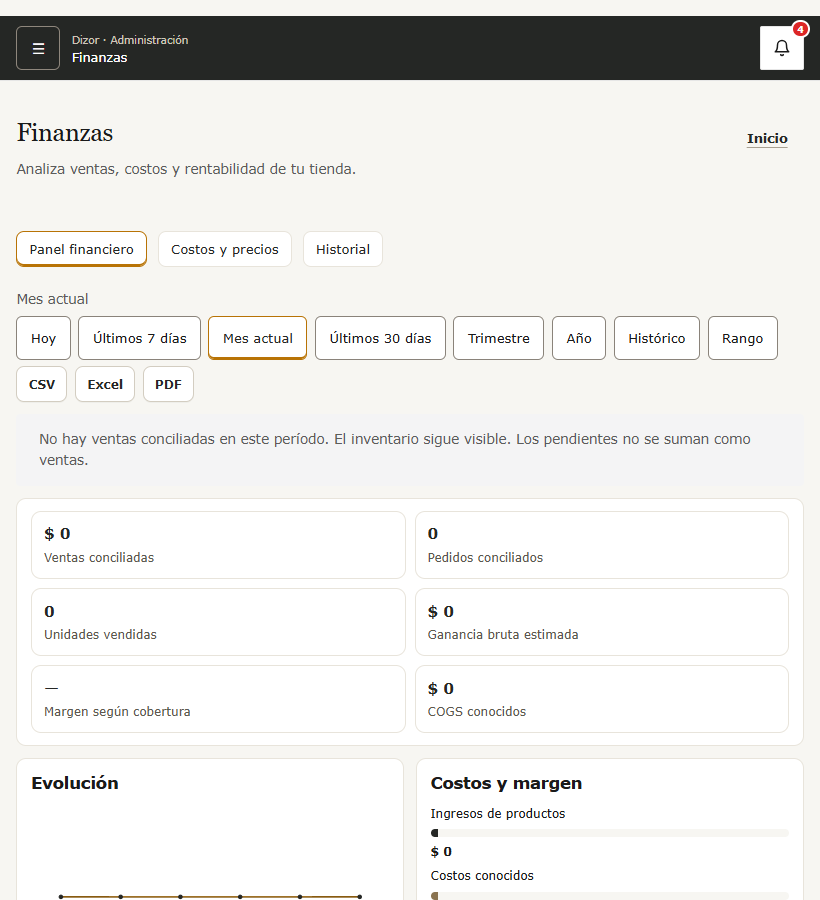 Dizor · Administración
Finanzas
4
Finanzas
Inicio
Analiza ventas, costos y rentabilidad de tu tienda.
Panel financiero
Costos y precios
Historial
Mes actual
Hoy
Últimos 7 días
Mes actual
Últimos 30 días
Trimestre
Año
Histórico
Rango
CSV
Excel
PDF
No hay ventas conciliadas en este período. El inventario sigue visible. Los pendientes no se suman como
ventas.
$ 0
Ventas conciliadas
0
Pedidos conciliados
0
Unidades vendidas
$ 0
Ganancia bruta estimada
—
Margen según cobertura
$ 0
COGS conocidos
Evolución
Costos y margen
Ingresos de productos
$ 0
Costos conocidos